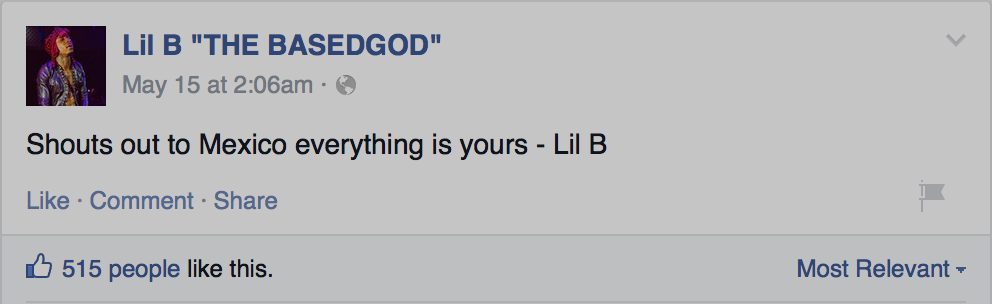 Lil B "THE BASEDGOD"
May 15 at 2:06am ·
Shouts out to Mexico everything is yours - Lil B
Like · Comment · Share
515 people like this.
Most Relevant